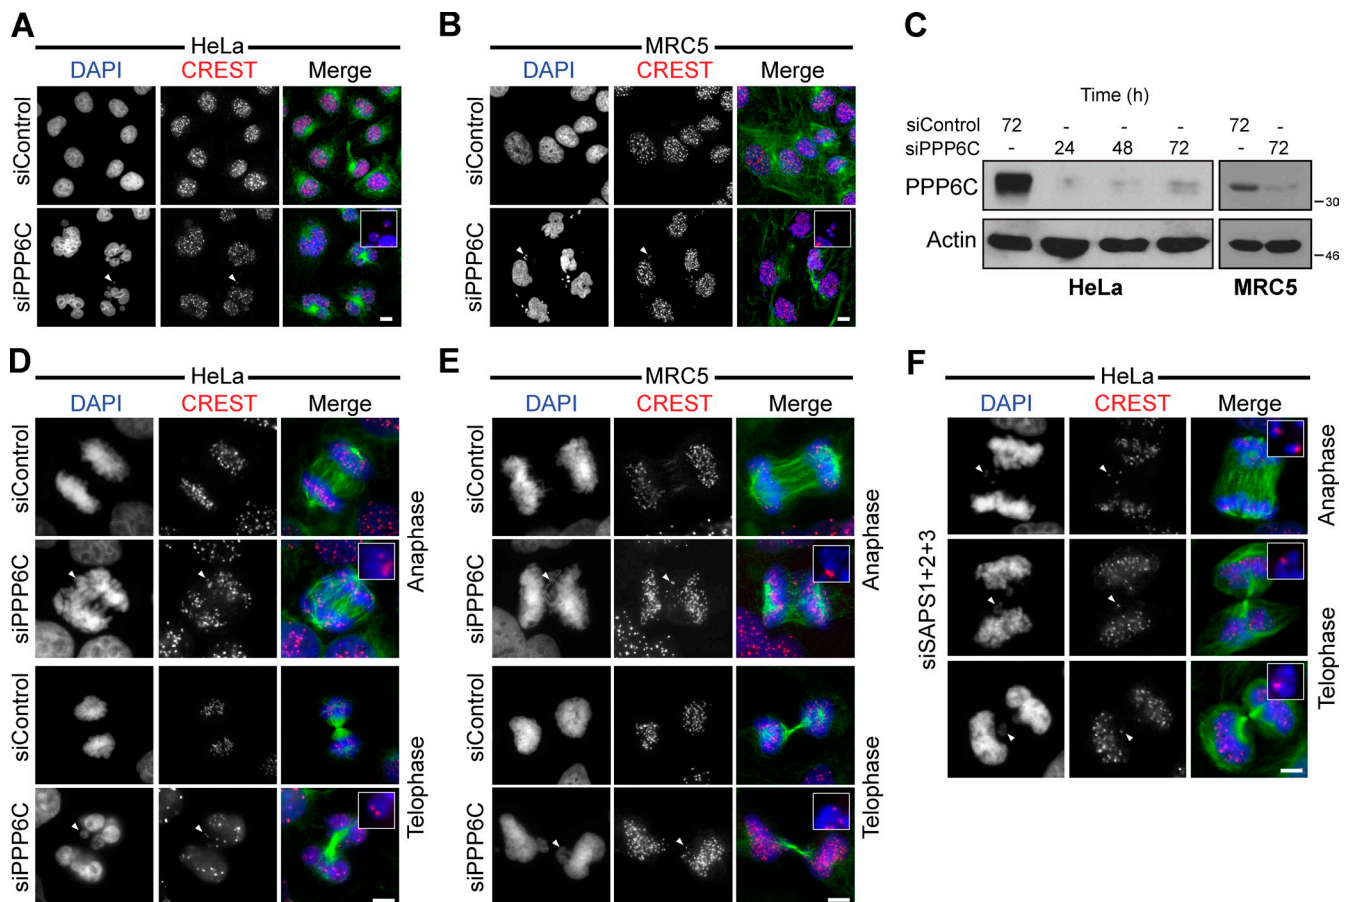 A
HeLa
DAPI CREST Merge
siControl
siPPP6C
B
MRC5
DAPI CREST Merge
siControl
siPPP6C
C
Time (h)
siControl 72 - - - 72 -
siPPP6C - 24 48 72 - 72
PPP6C
30
Actin
46
HeLa MRC5
D
HeLa
DAPI CREST Merge
siControl
siPPP6C
Anaphase
siControl
siPPP6C
Telophase
E
MRC5
DAPI CREST Merge
siControl
siPPP6C
Anaphase
siControl
siPPP6C
Telophase
F
HeLa
DAPI CREST Merge
siSAPS1+2+3
Anaphase
Telophase